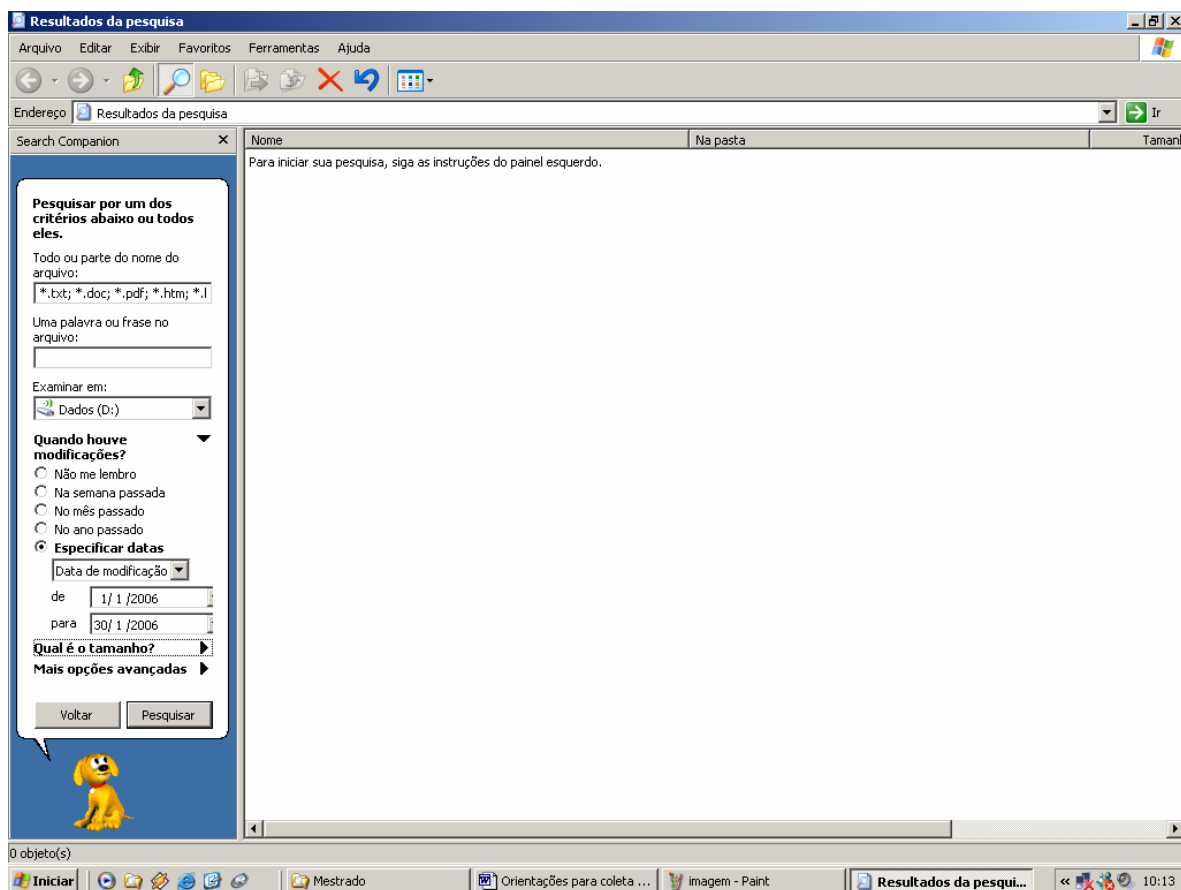 Resultados da pesquisa
Arquivo Editar Exibir Favoritos Ferramentas Ajuda
Endereço Resultados da pesquisa Ir
Search Companion
Nome Na pasta Tamanh
Para iniciar sua pesquisa, siga as instruções do painel esquerdo.
Pesquisar por um dos
critérios abaixo ou todos
eles.
Todo ou parte do nome do
arquivo:
*.txt; *.doc; *.pdf; *.htm; *.l
Uma palavra ou frase no
arquivo:
Examinar em:
Dados (D:)
Quando houve
modificações?
Não me lembro
Na semana passada
No mês passado
No ano passado
Especificar datas
Data de modificação
de 1/ 1 /2006
para 30/ 1 /2006
Qual é o tamanho?
Mais opções avançadas
Voltar Pesquisar
0 objeto(s)
Iniciar Mestrado Orientações para coleta ... imagem - Paint Resultados da pesqui... « 10:13